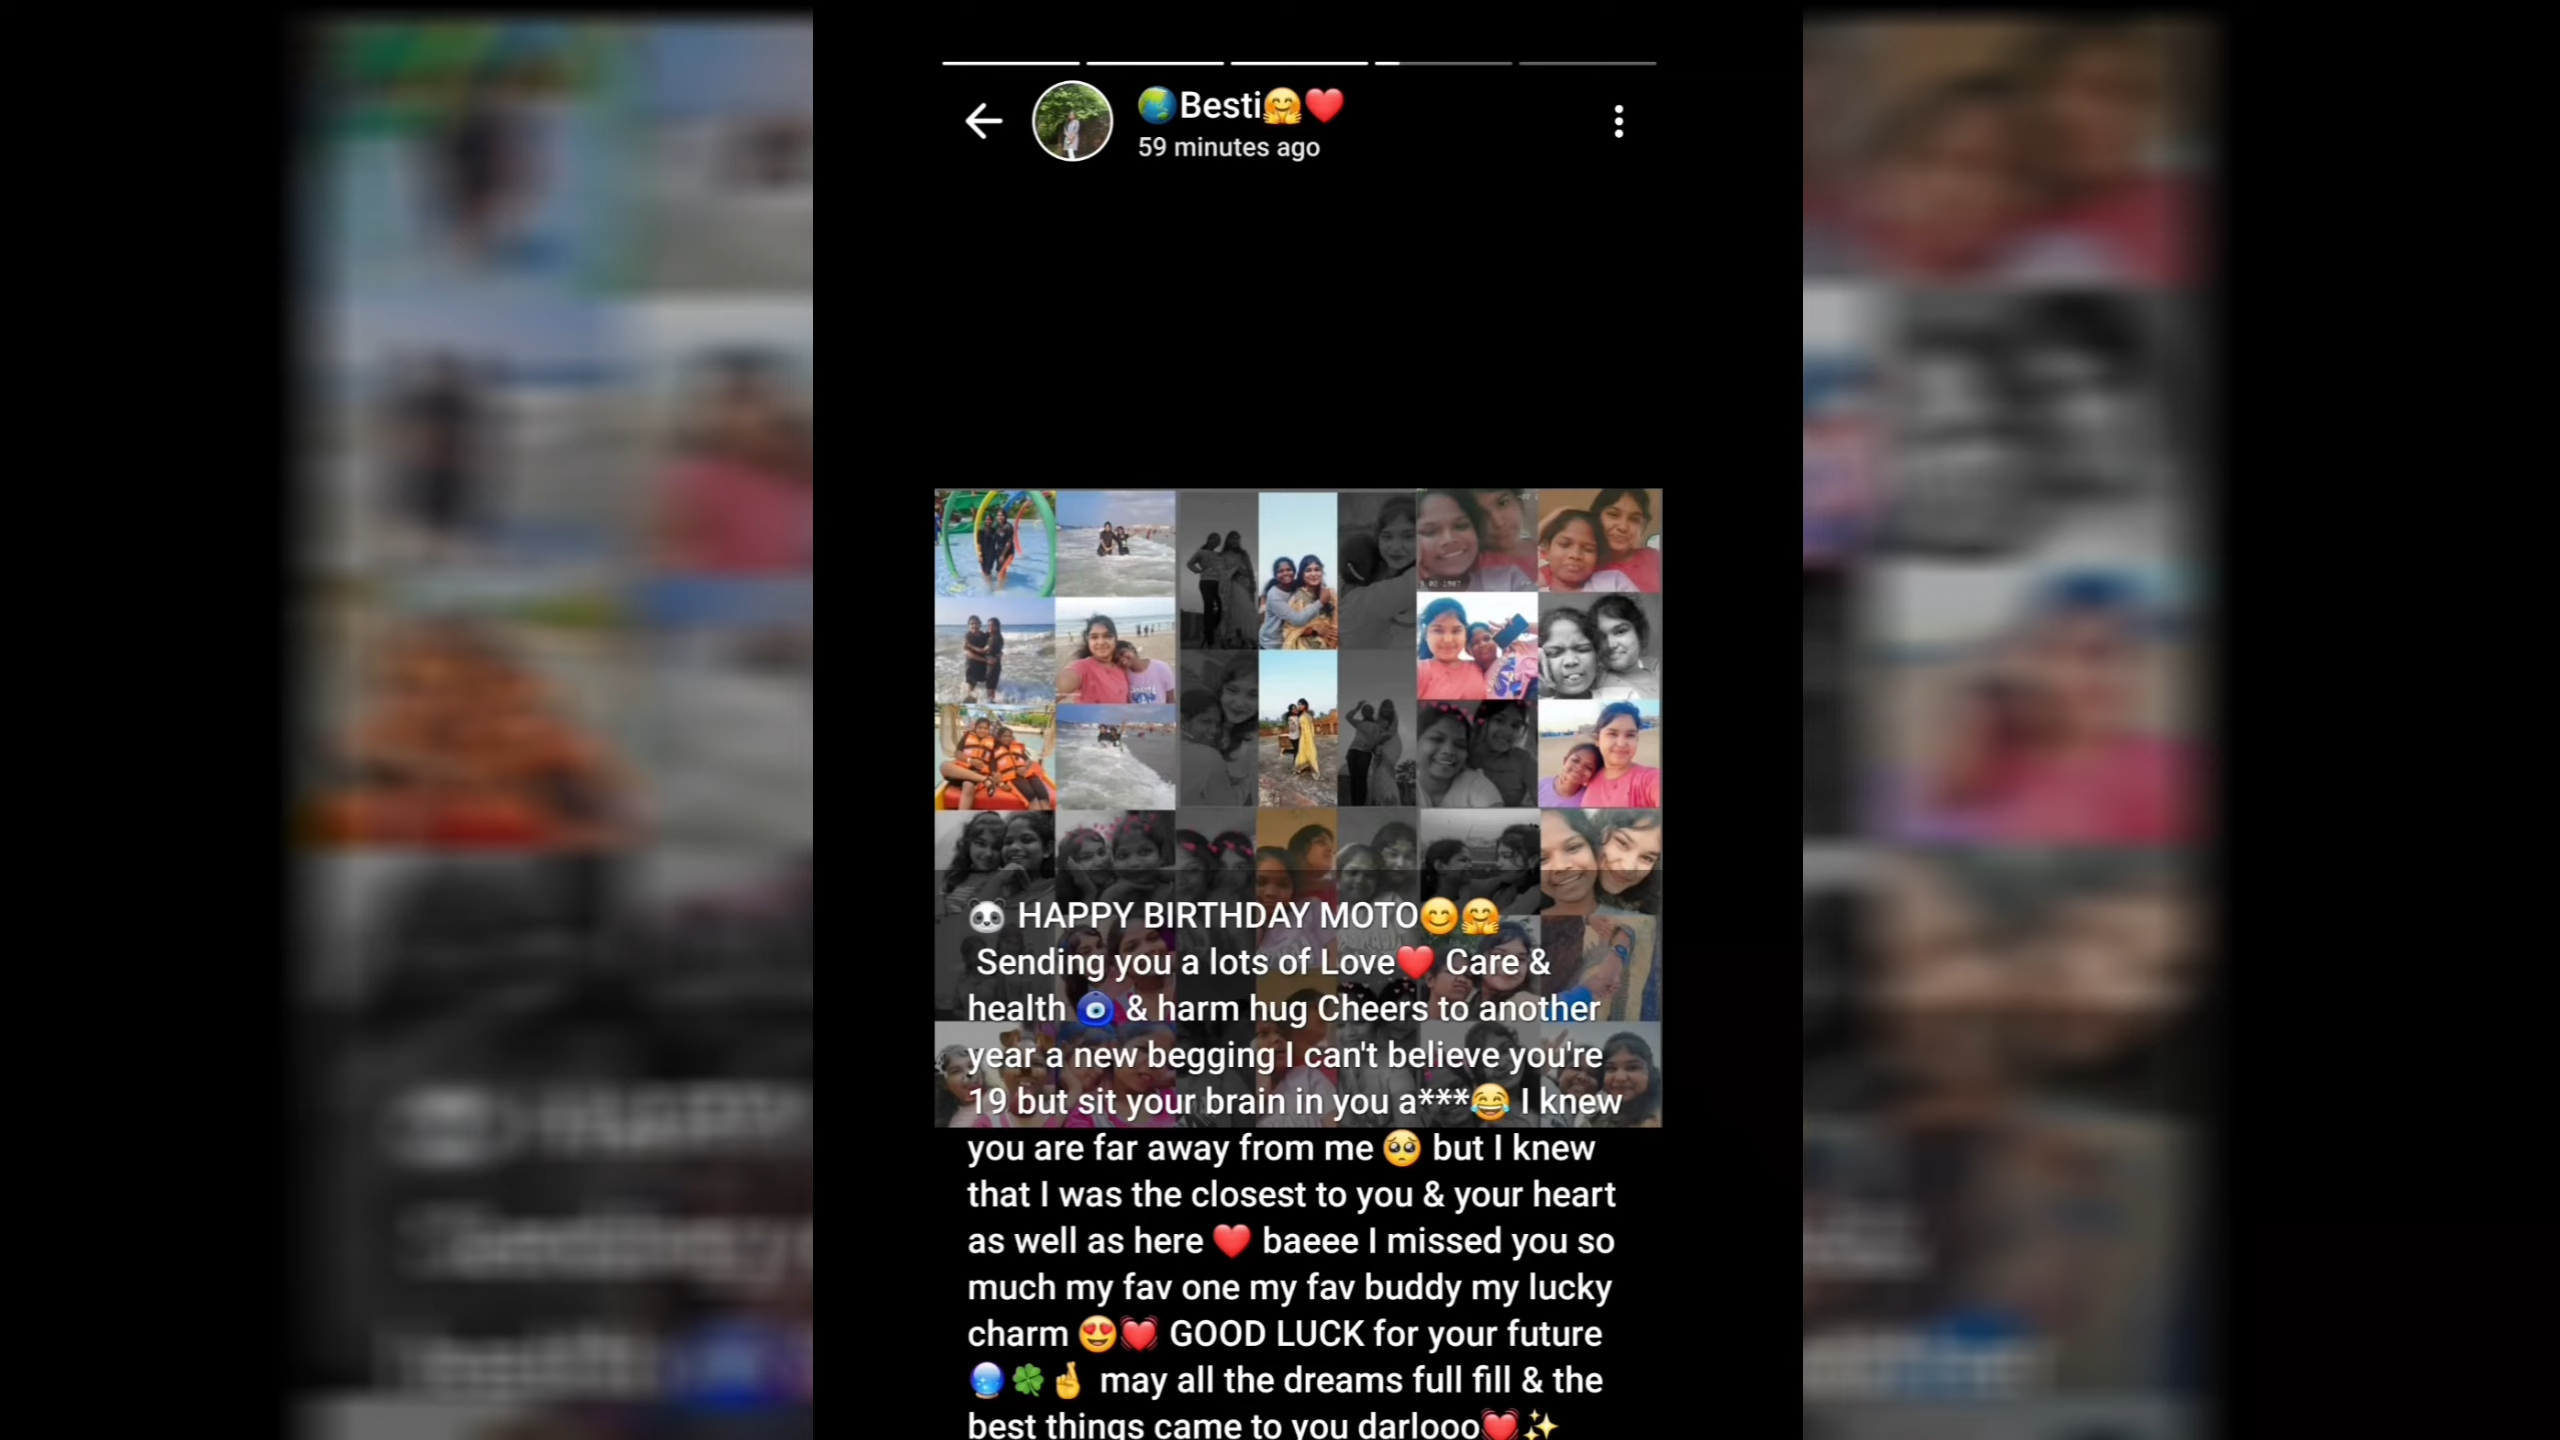 🌏Besti🤗❤️
59 minutes ago
🐼 HAPPY BIRTHDAY MOTO😊🤗
Sending you a lots of Love❤️ Care &
health 🧿 & harm hug Cheers to another
year a new begging I can't believe you're
19 but sit your brain in you a***😂 I knew
you are far away from me 🥺 but I knew
that I was the closest to you & your heart
as well as here ❤️ baeee I missed you so
much my fav one my fav buddy my lucky
charm 😍💓 GOOD LUCK for your future
🔮🍀🤞 may all the dreams full fill & the
best things came to you darlooo💓✨